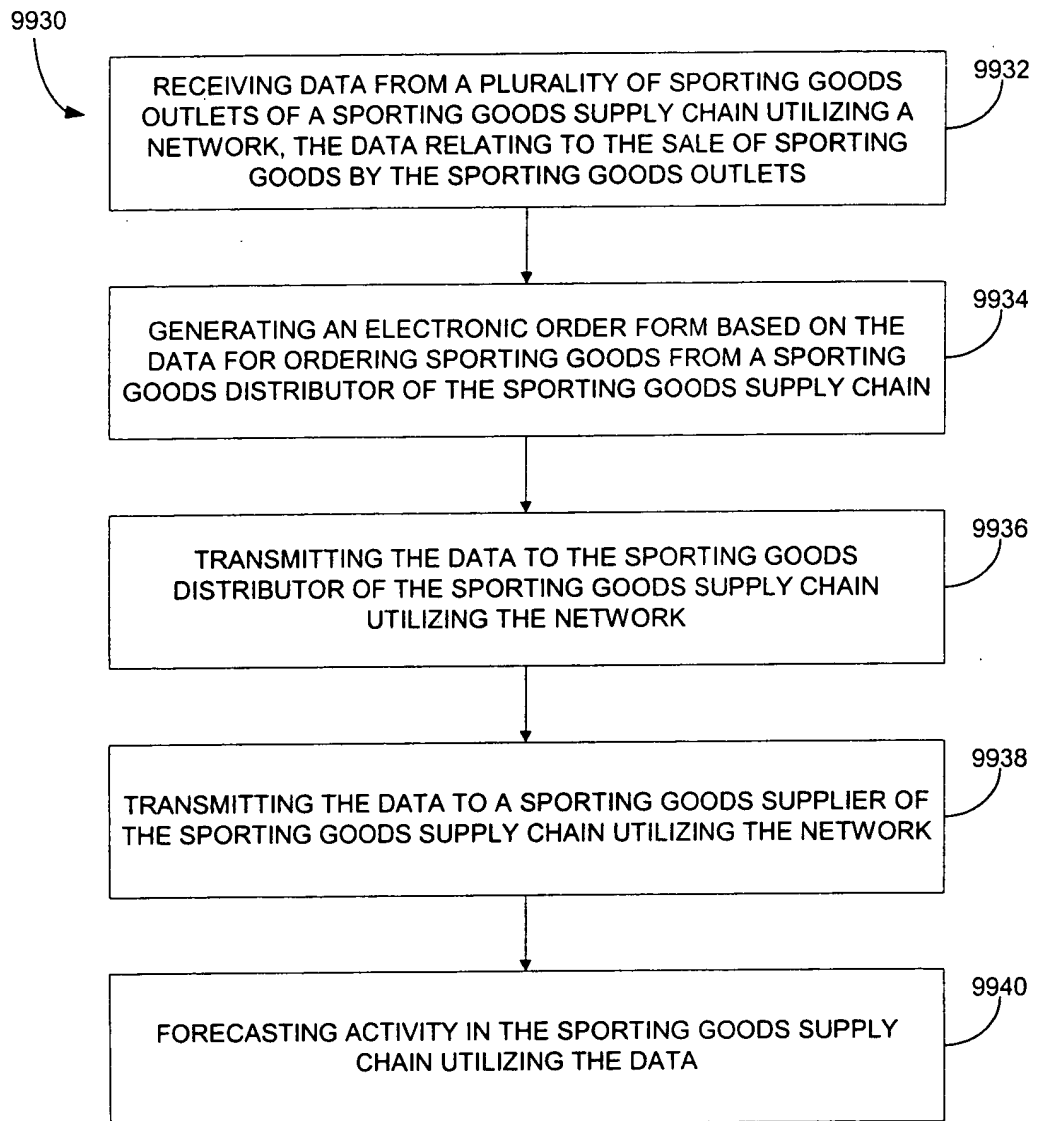 9930
RECEIVING DATA FROM A PLURALITY OF SPORTING GOODS
OUTLETS OF A SPORTING GOODS SUPPLY CHAIN UTILIZING A
NETWORK, THE DATA RELATING TO THE SALE OF SPORTING
GOODS BY THE SPORTING GOODS OUTLETS
9932
GENERATING AN ELECTRONIC ORDER FORM BASED ON THE
DATA FOR ORDERING SPORTING GOODS FROM A SPORTING
GOODS DISTRIBUTOR OF THE SPORTING GOODS SUPPLY CHAIN
9934
TRANSMITTING THE DATA TO THE SPORTING GOODS
DISTRIBUTOR OF THE SPORTING GOODS SUPPLY CHAIN
UTILIZING THE NETWORK
9936
TRANSMITTING THE DATA TO A SPORTING GOODS SUPPLIER OF
THE SPORTING GOODS SUPPLY CHAIN UTILIZING THE NETWORK
9938
FORECASTING ACTIVITY IN THE SPORTING GOODS SUPPLY
CHAIN UTILIZING THE DATA
9940